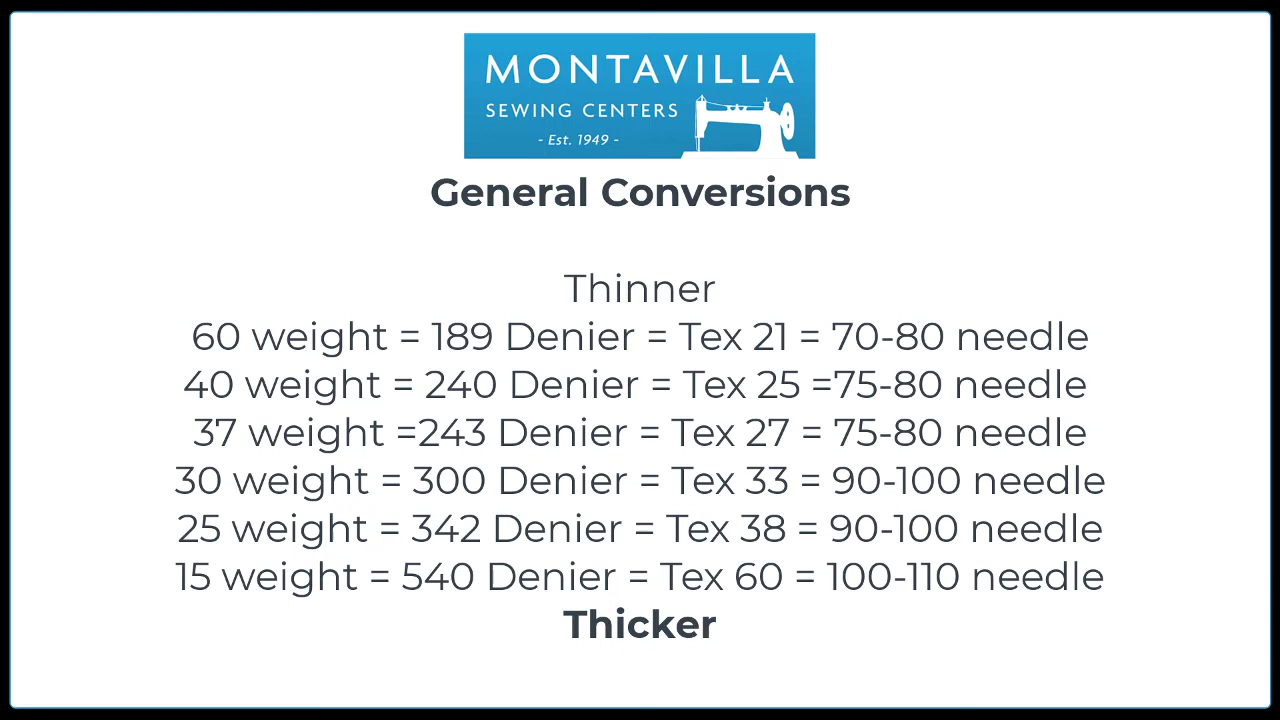 MONTAVILLA
SEWING CENTERS
- Est. 1949 -
General Conversions
Thinner
60 weight = 189 Denier = Tex 21 = 70-80 needle
40 weight = 240 Denier = Tex 25 =75-80 needle
37 weight =243 Denier = Tex 27 = 75-80 needle
30 weight = 300 Denier = Tex 33 = 90-100 needle
25 weight = 342 Denier = Tex 38 = 90-100 needle
15 weight = 540 Denier = Tex 60 = 100-110 needle
Thicker